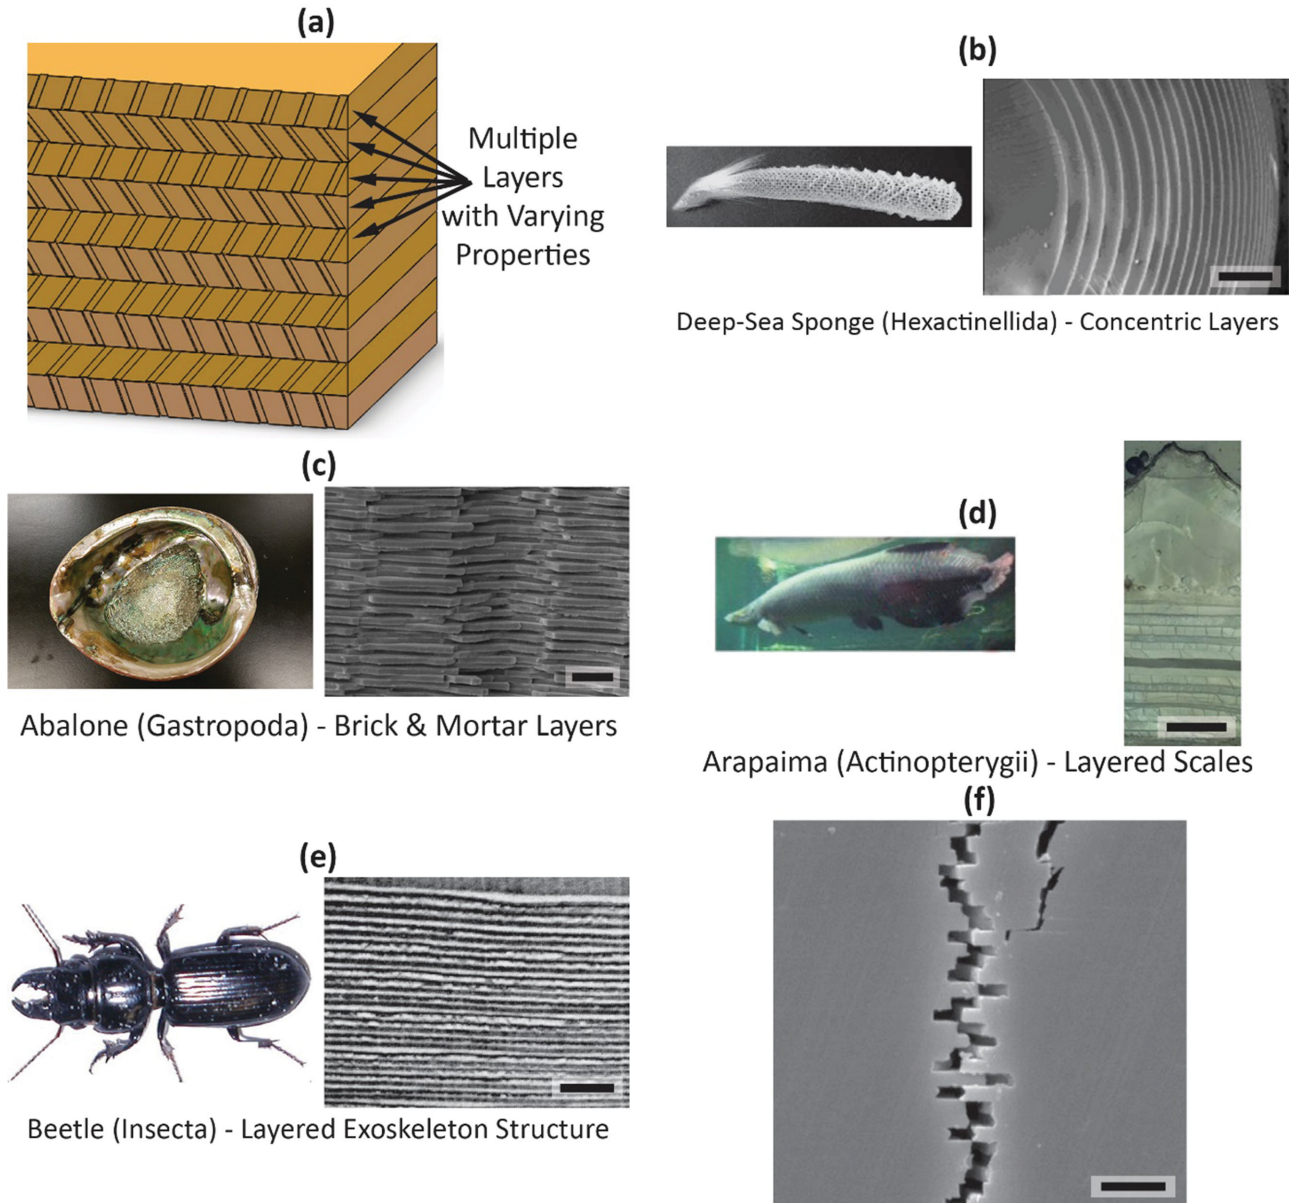 (a)
Multiple
Layers
with Varying
Properties
(b)
Deep-Sea Sponge (Hexactinellida) - Concentric Layers
(c)
Abalone (Gastropoda) - Brick & Mortar Layers
(d)
Arapaima (Actinopterygii) - Layered Scales
(e)
Beetle (Insecta) - Layered Exoskeleton Structure
(f)